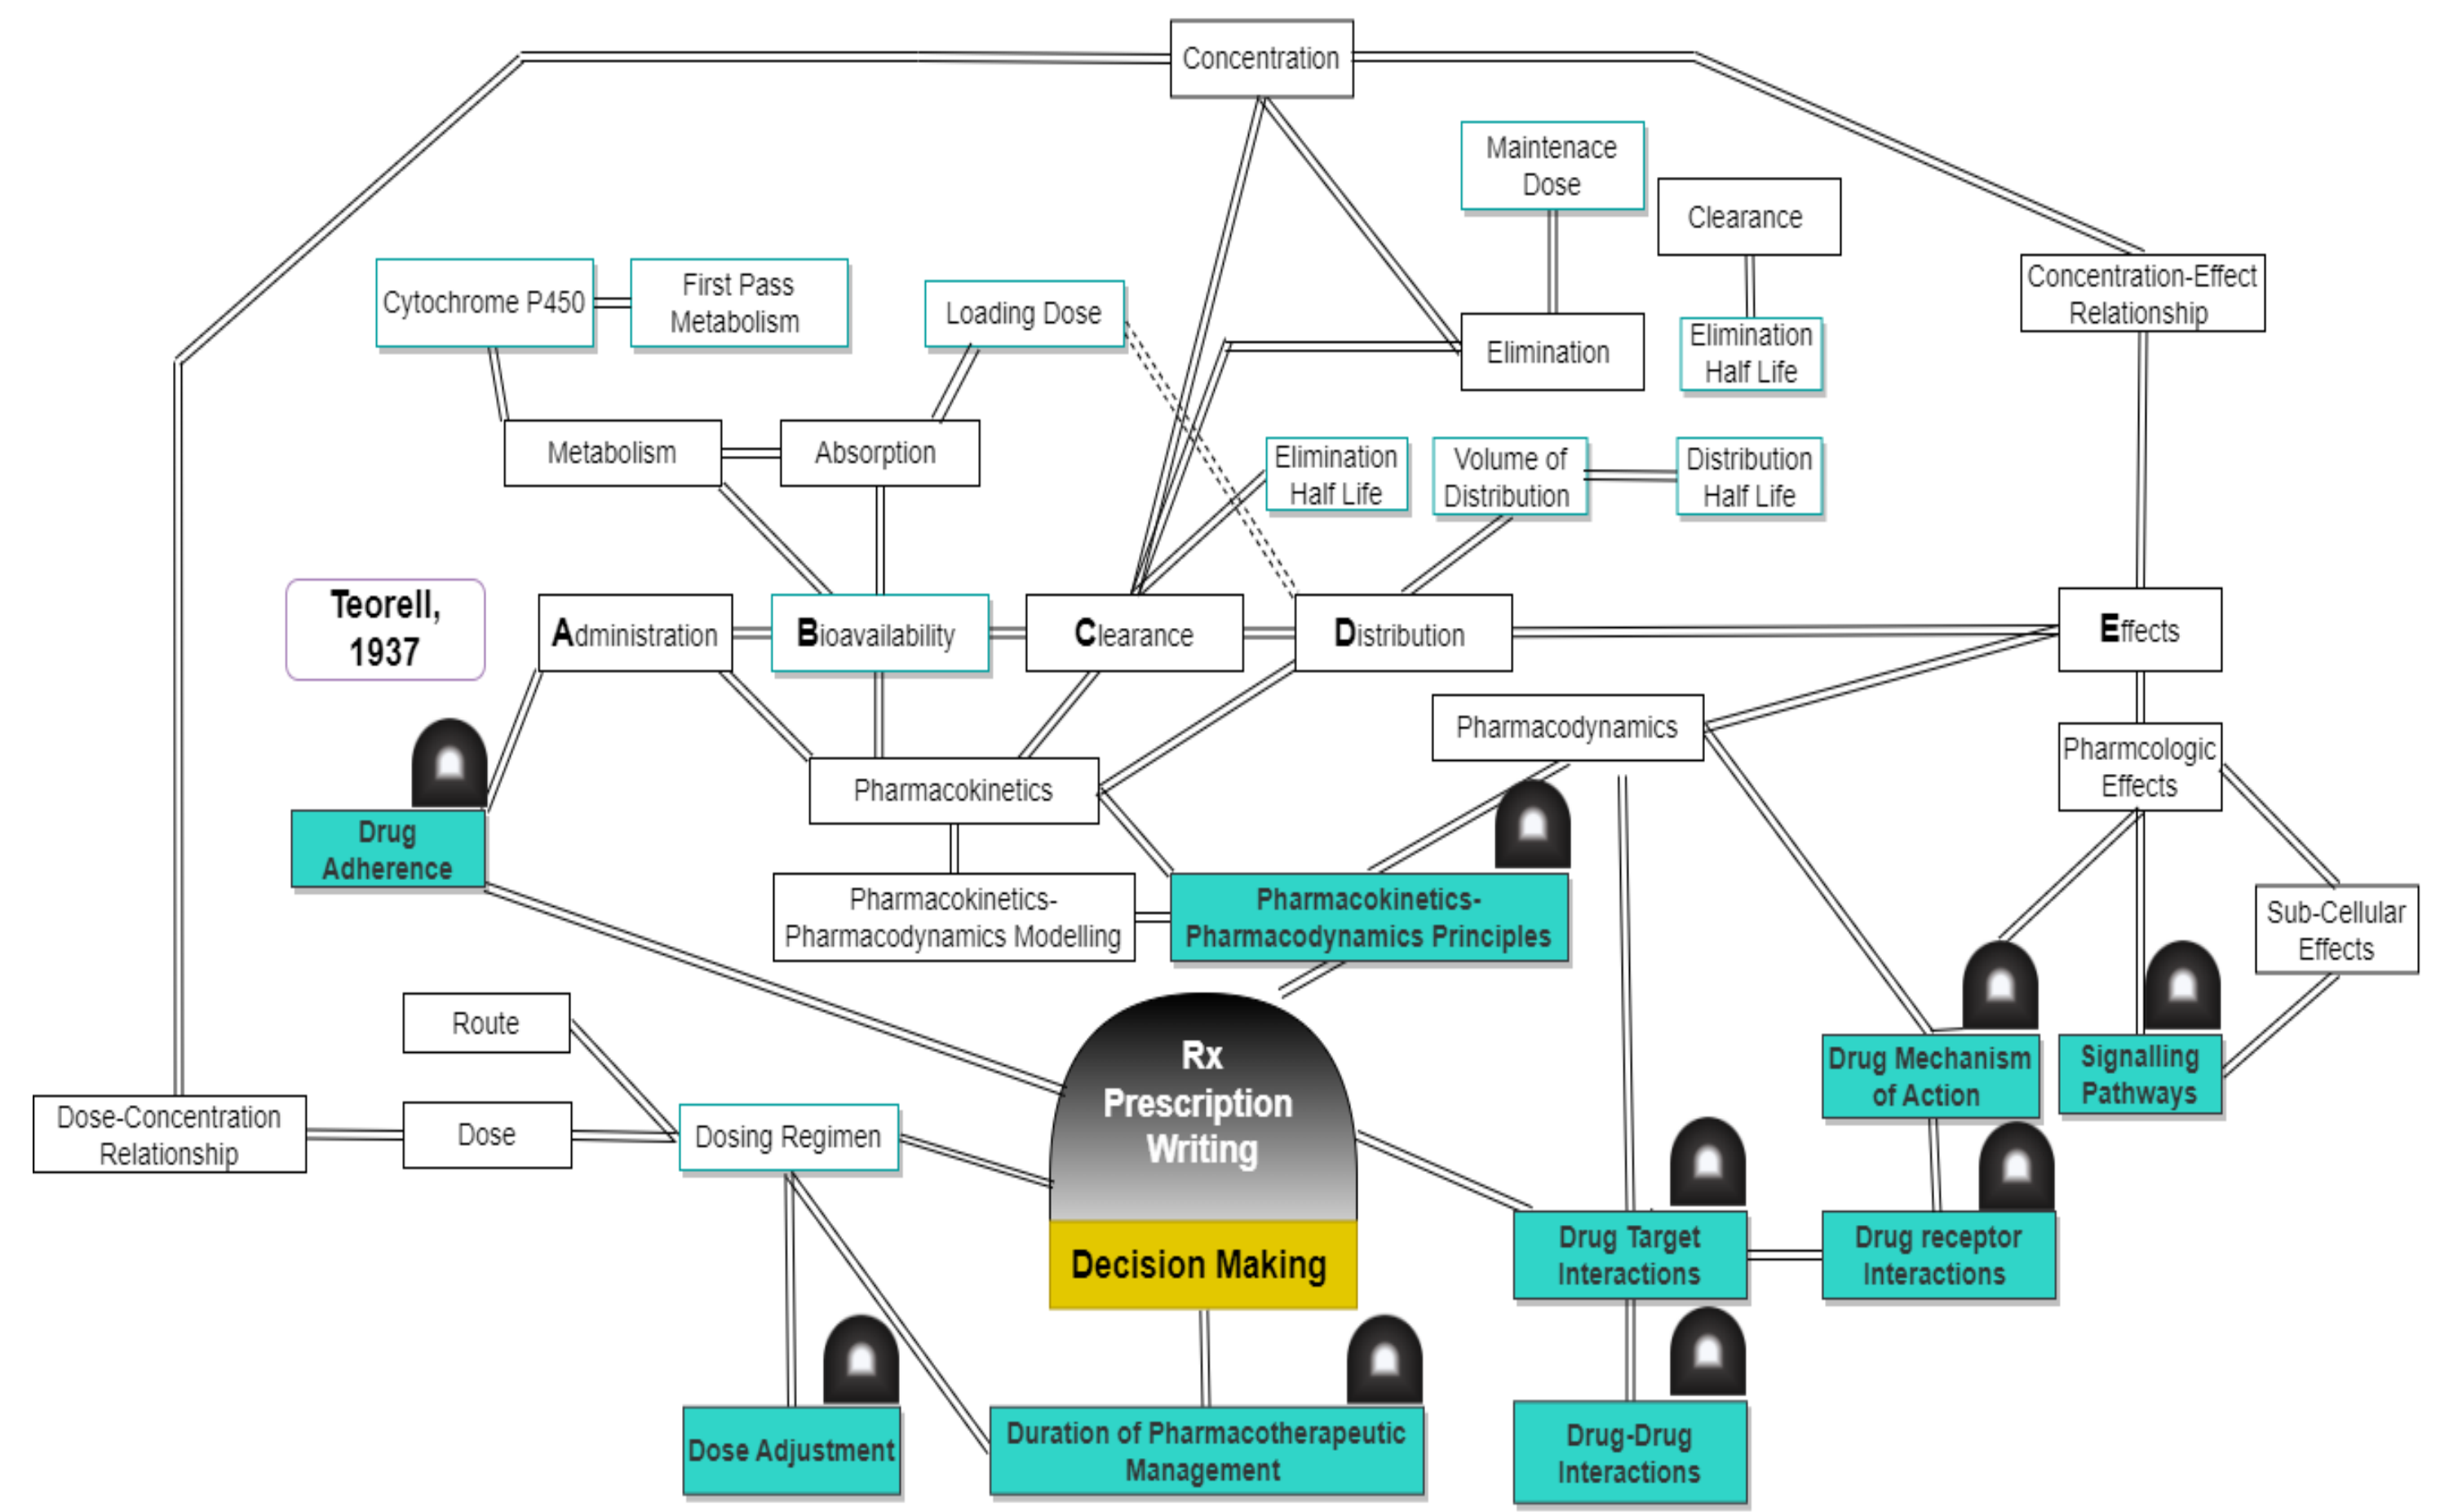 Concentration
Maintenace
Dose
Clearance
Cytochrome P450
First Pass
Metabolism
Loading Dose
Elimination
Elimination
Half Life
Concentration-Effect
Relationship
Metabolism
Absorption
Elimination
Half Life
Volume of
Distribution
Distribution
Half Life
Teorell,
1937
Administration
Bioavailability
Clearance
Distribution
Effects
Pharmacodynamics
Pharmcologic
Effects
Pharmacokinetics
Drug
Adherence
Pharmacokinetics-
Pharmacodynamics Modelling
Pharmacokinetics-
Pharmacodynamics Principles
Sub-Cellular
Effects
Route
Rx
Prescription
Writing
Drug Mechanism
of Action
Signalling
Pathways
Dose-Concentration
Relationship
Dose
Dosing Regimen
Decision Making
Drug Target
Interactions
Drug receptor
Interactions
Dose Adjustment
Duration of Pharmacotherapeutic
Management
Drug-Drug
Interactions